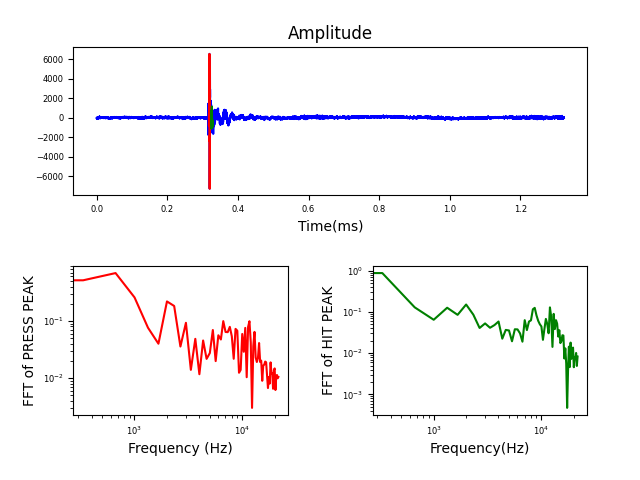 Amplitude
6000
4000
2000
0
−2000
−4000
−6000
0.0 0.2 0.4 0.6 0.8 1.0 1.2
Time(ms)
FFT of PRESS PEAK
10⁻¹
10⁻²
10³ 10⁴
Frequency (Hz)
FFT of HIT PEAK
10⁰
10⁻¹
10⁻²
10⁻³
10³ 10⁴
Frequency(Hz)